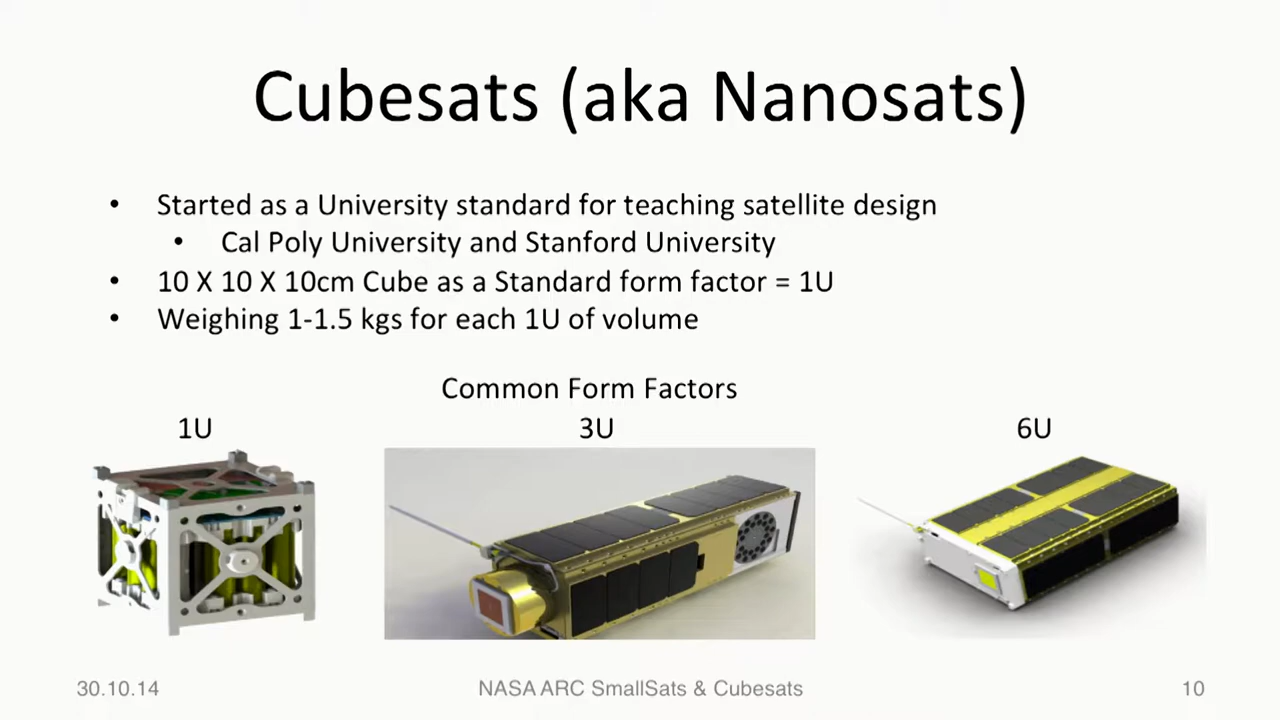 Cubesats (aka Nanosats)
• Started as a University standard for teaching satellite design
• Cal Poly University and Stanford University
• 10 X 10 X 10cm Cube as a Standard form factor = 1U
• Weighing 1-1.5 kgs for each 1U of volume
Common Form Factors
1U 3U 6U
30.10.14 NASA ARC SmallSats & Cubesats 10